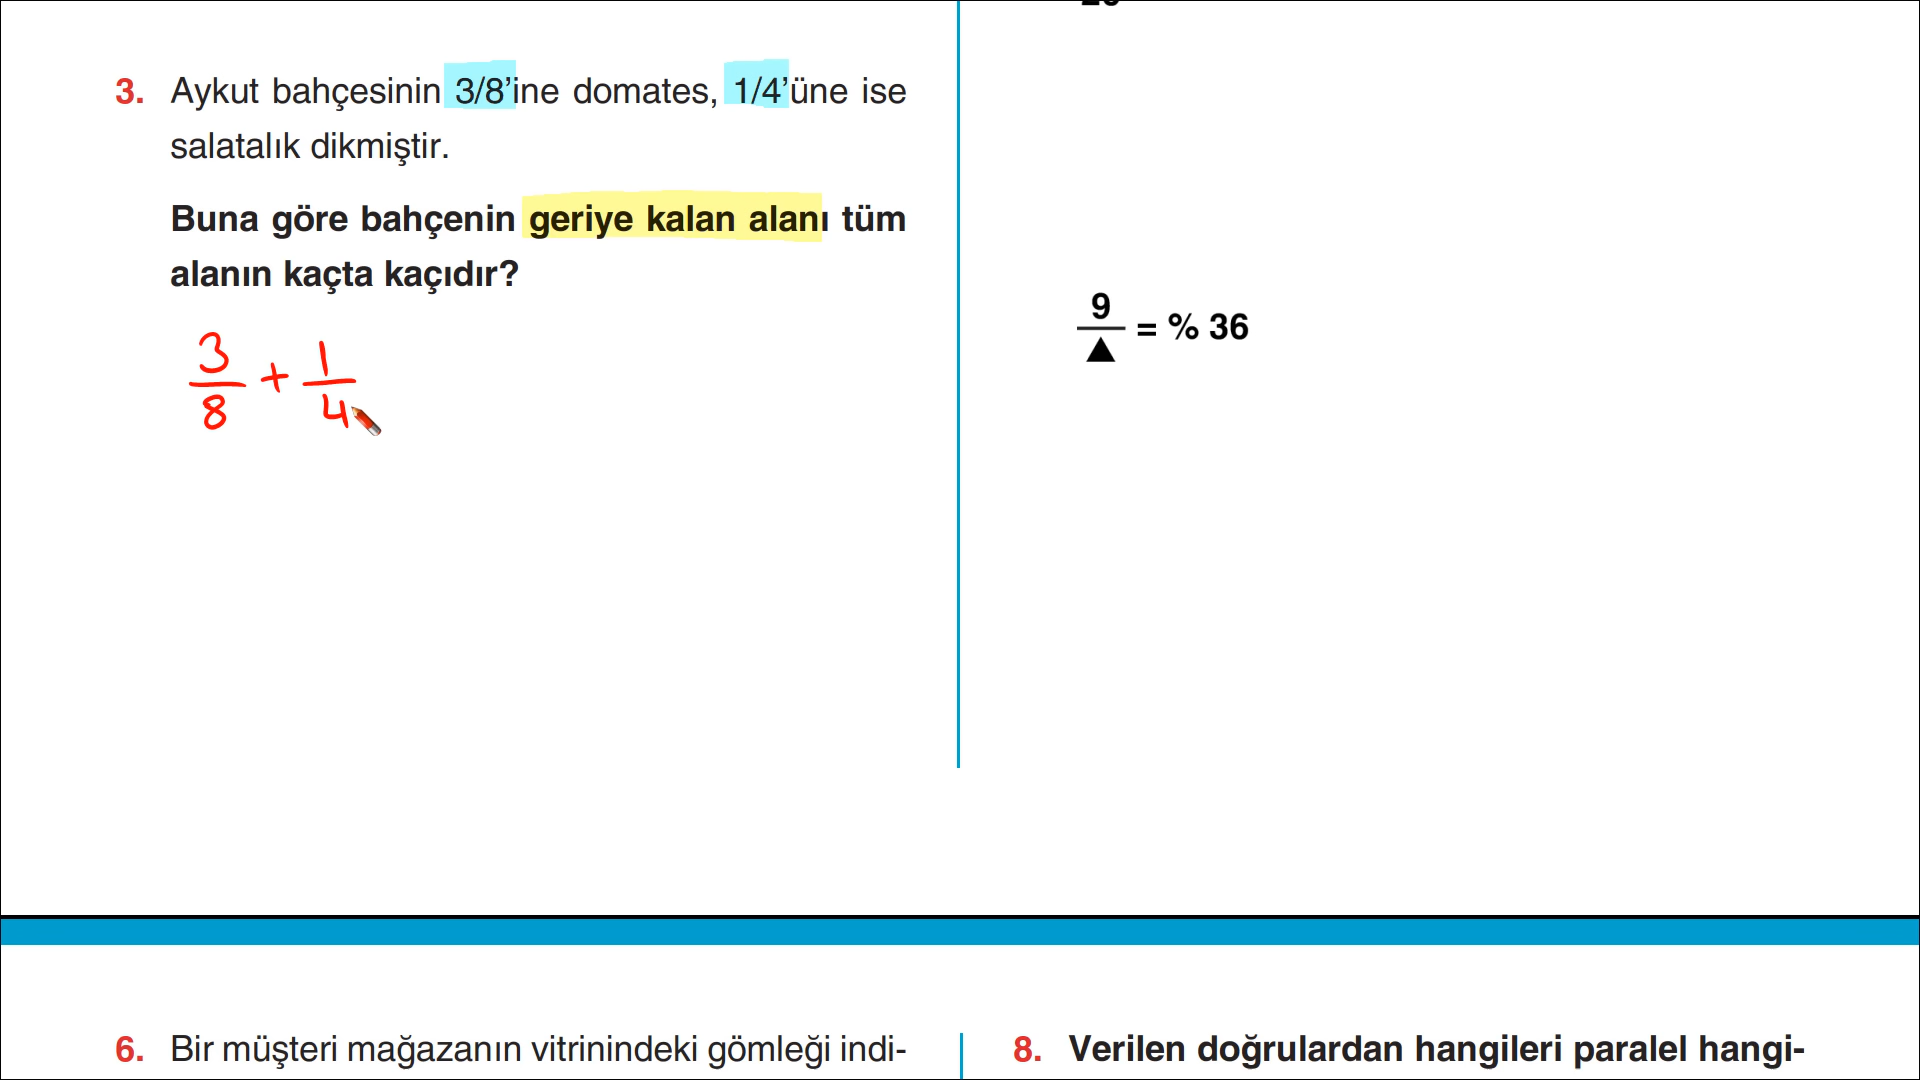 3. Aykut bahçesinin 3/8’ine domates, 1/4’üne ise
salatalık dikmiştir.
Buna göre bahçenin geriye kalan alanı tüm
alanın kaçta kaçıdır?
3/8 + 1/4
9/▲ = % 36
6. Bir müşteri mağazanın vitrinindeki gömleği indi-
8. Verilen doğrulardan hangileri paralel hangi-